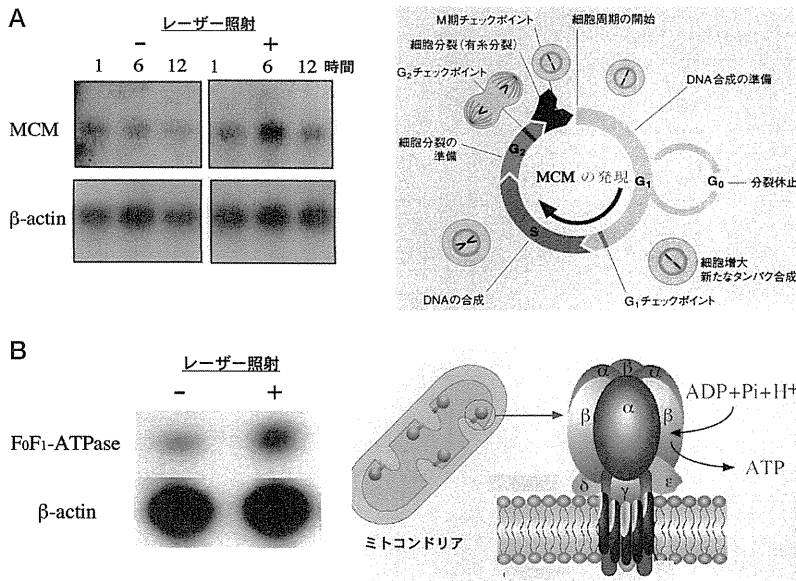 A
レーザー照射
− +
1 6 12 1 6 12 時間
MCM
β-actin
M期チェックポイント
細胞周期の開始
細胞分裂(有糸分裂)
G₂チェックポイント
DNA合成の準備
細胞分裂の
準備
G₂
MCM の発現
G₁
G₀
分裂休止
S
細胞増大
新たなタンパク合成
DNAの合成
G₁チェックポイント
B
レーザー照射
− +
F₀F₁-ATPase
β-actin
ミトコンドリア
α β α
β α β
ADP+Pi+H⁺
ATP
δ γ ε